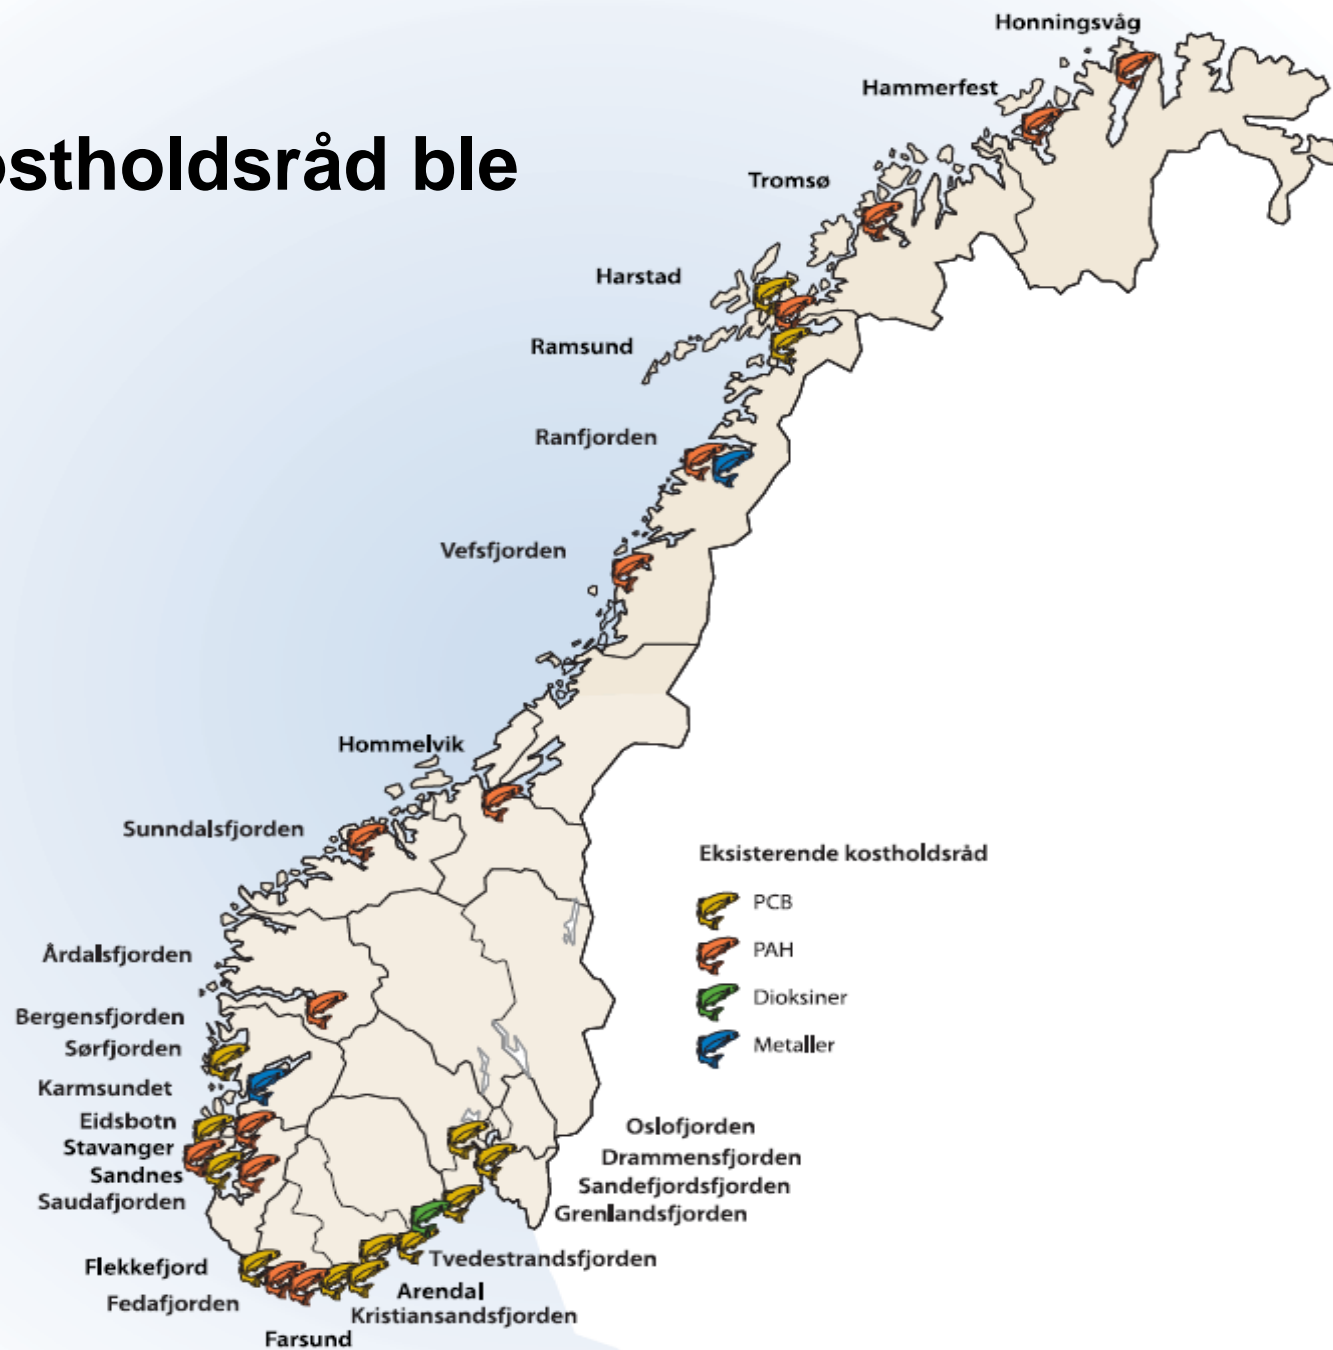 ostholdsråd ble
Honningsvåg
Hammerfest
Tromsø
Harstad
Ramsund
Ranfjorden
Vefsfjorden
Hommelvik
Sunndalsfjorden
Årdalsfjorden
Bergensfjorden
Sørfjorden
Karmsundet
Eidsbotn
Stavanger
Sandnes
Saudafjorden
Flekkefjord
Fedafjorden
Farsund
Kristiansandsfjorden
Arendal
Tvedestrandsfjorden
Grenlandsfjorden
Sandefjordsfjorden
Drammensfjorden
Oslofjorden
Eksisterende kostholdsråd
PCB
PAH
Dioksiner
Metaller